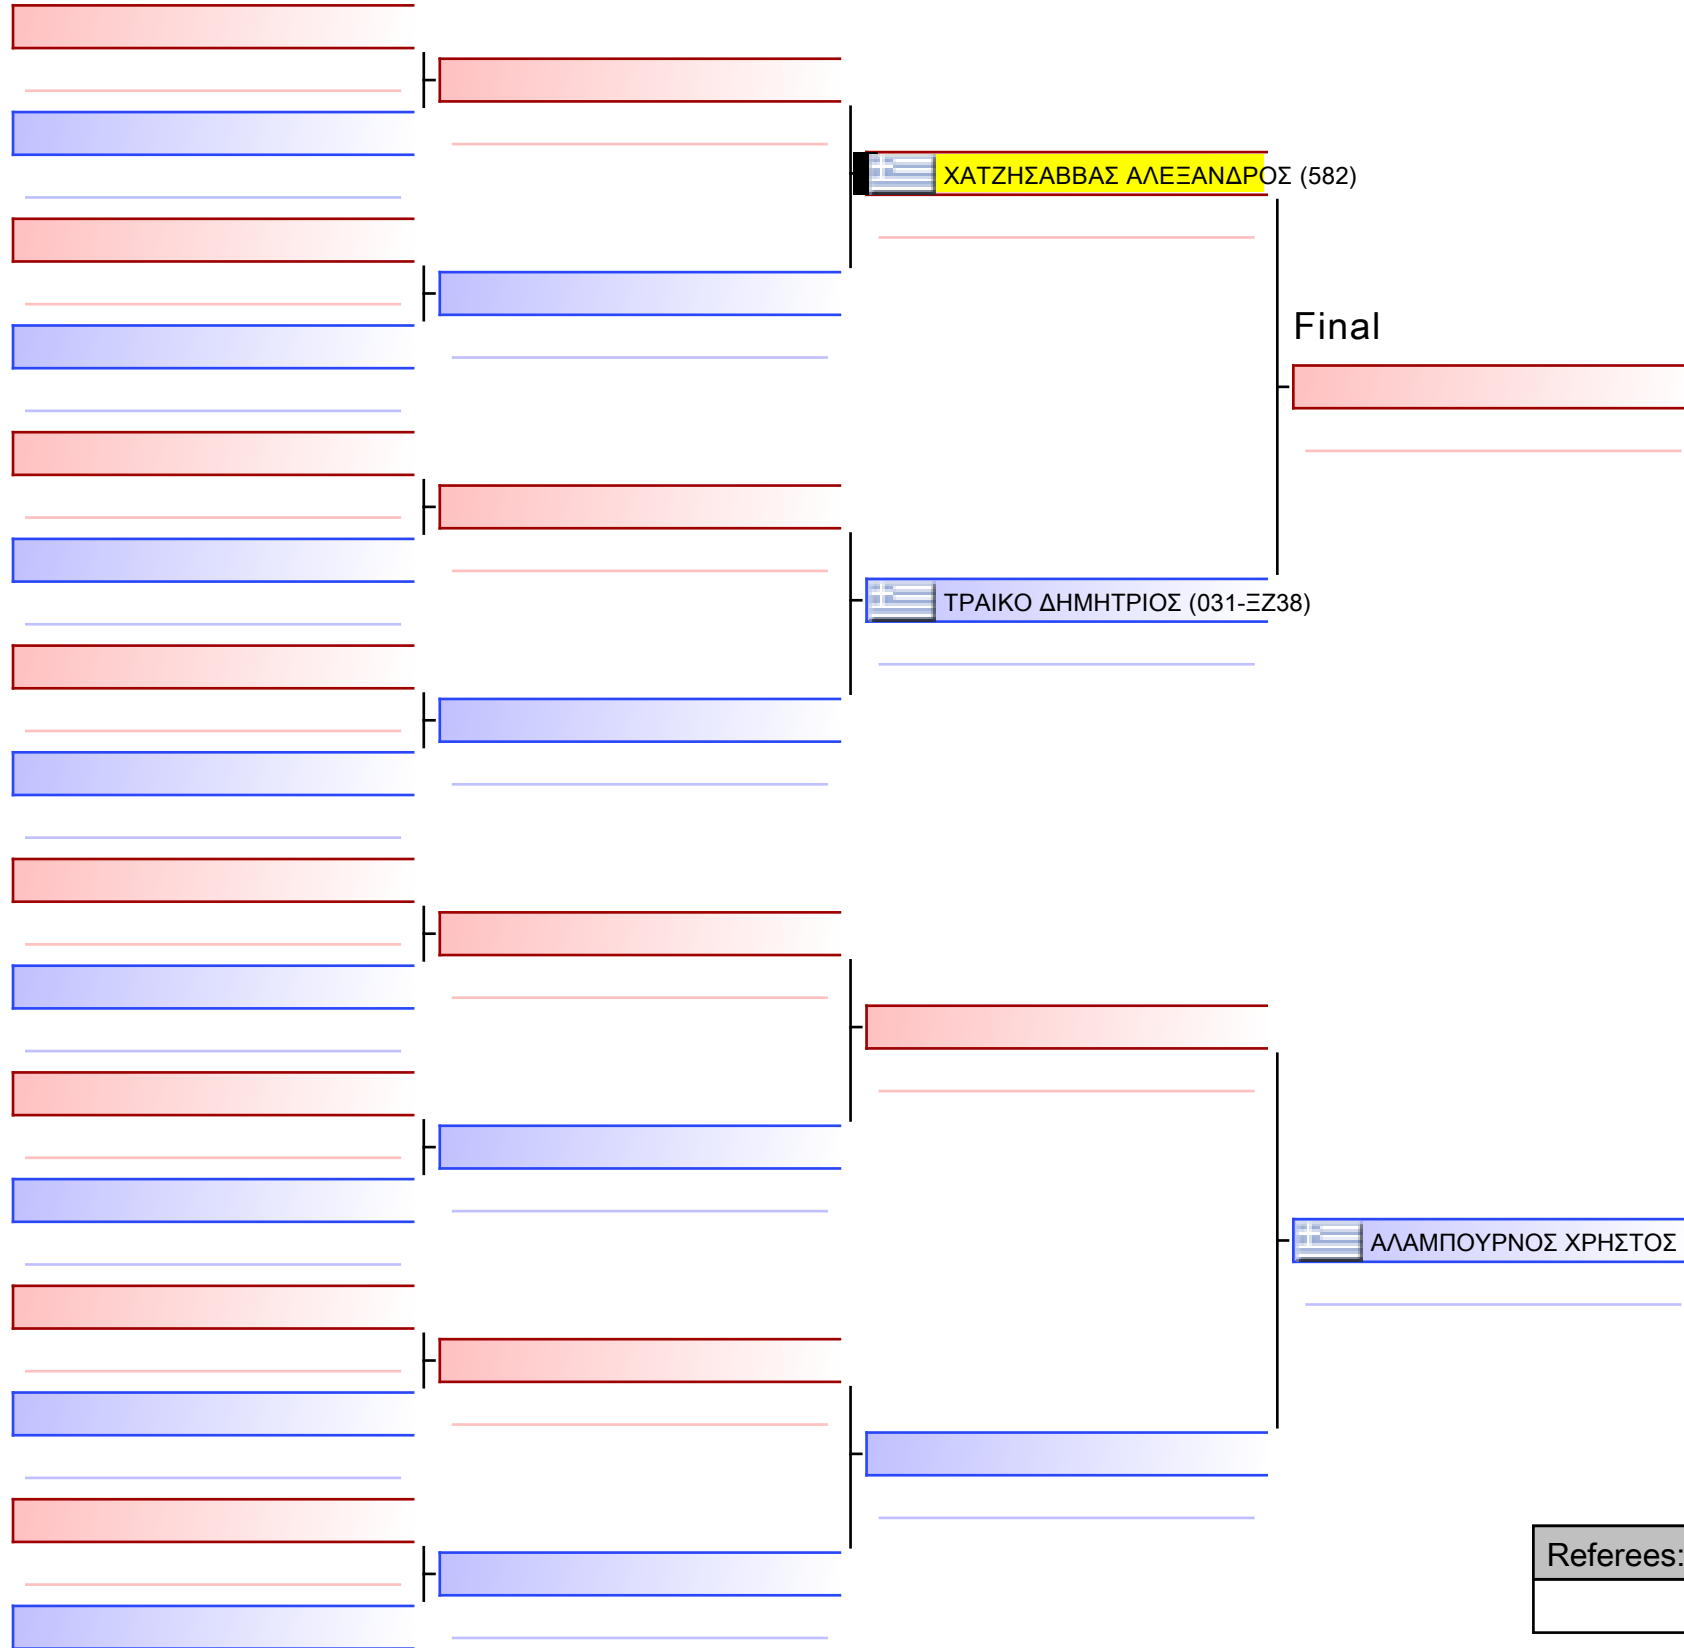 ΧΑΤΖΗΣΑΒΒΑΣ ΑΛΕΞΑΝΔΡΟΣ (582)
Final
ΤΡΑΙΚΟ ΔΗΜΗΤΡΙΟΣ (031-ΞΖ38)
ΑΛΑΜΠΟΥΡΝΟΣ ΧΡΗΣΤΟΣ
Referees: